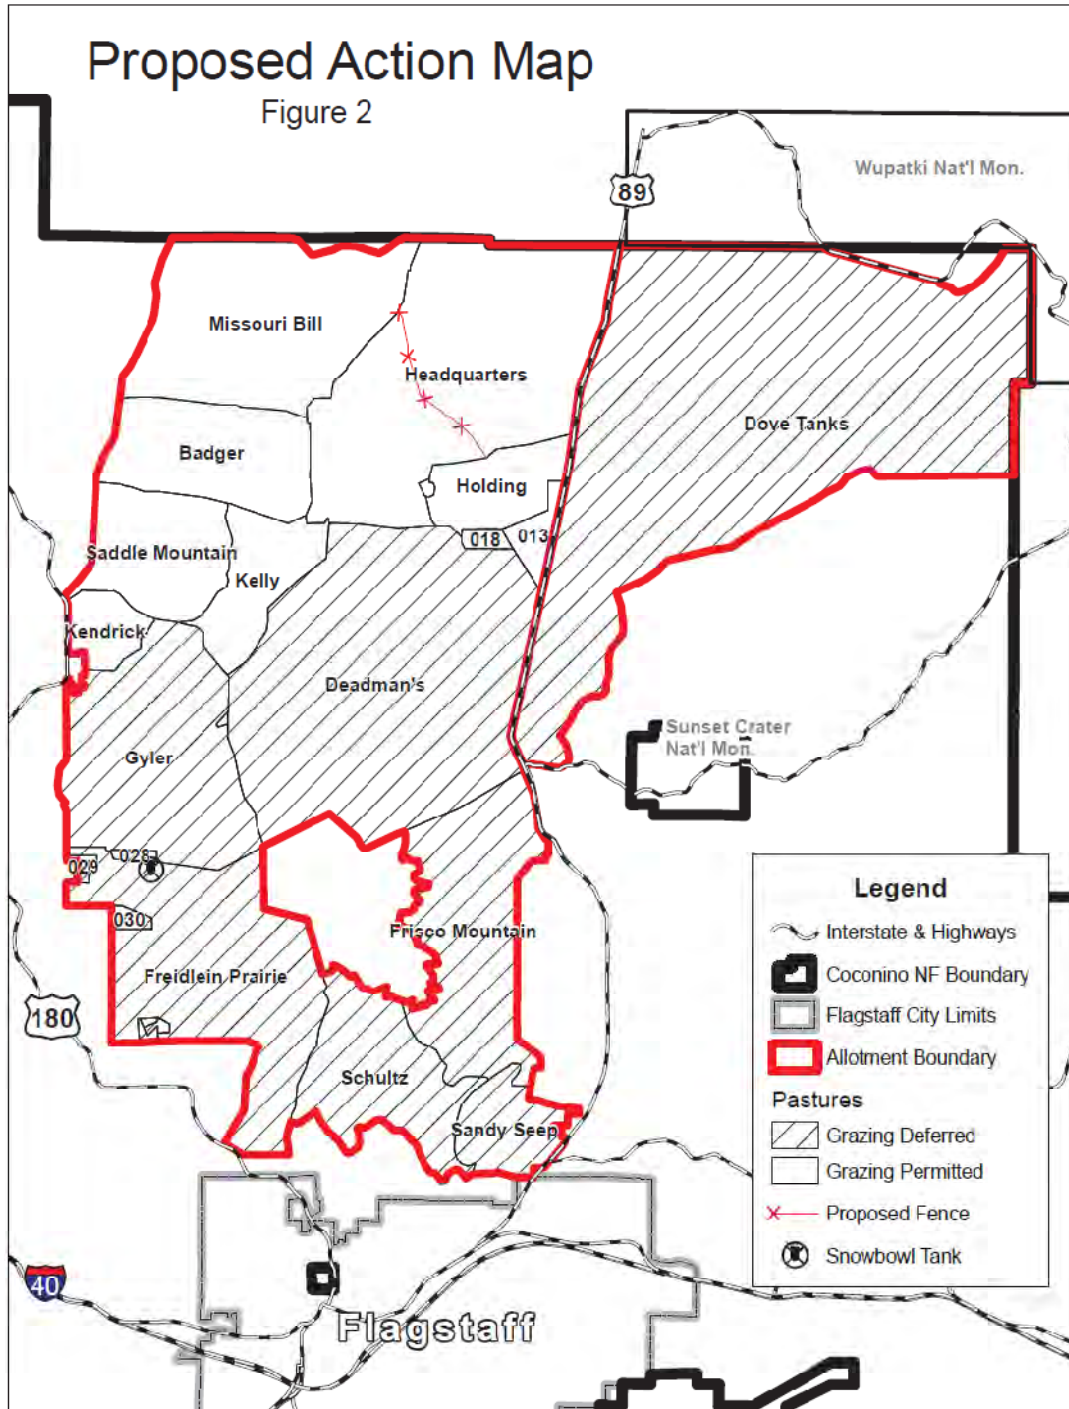 Proposed Action Map
Figure 2
Wupatki Nat'l Mon.
89
Missouri Bill
Headquarters
Dove Tanks
Badger
Holding
018
013
Saddle Mountain
Kelly
Kendrick
Deadman's
Sunset Crater
Nat'l Mon.
Gyler
028
029
030
Frisco Mountain
Freidlein Prairie
180
Schultz
Sandy Seep
40
Flagstaff
Legend
Interstate & Highways
Coconino NF Boundary
Flagstaff City Limits
Allotment Boundary
Pastures
Grazing Deferred
Grazing Permitted
Proposed Fence
Snowbowl Tank